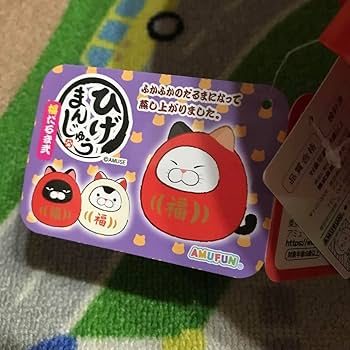 ふかふかのだるまになって
蒸し上がりました。
ひげ
まんじゅう
©AMUSE
福だるま弐
福
福
福
AMUFUN